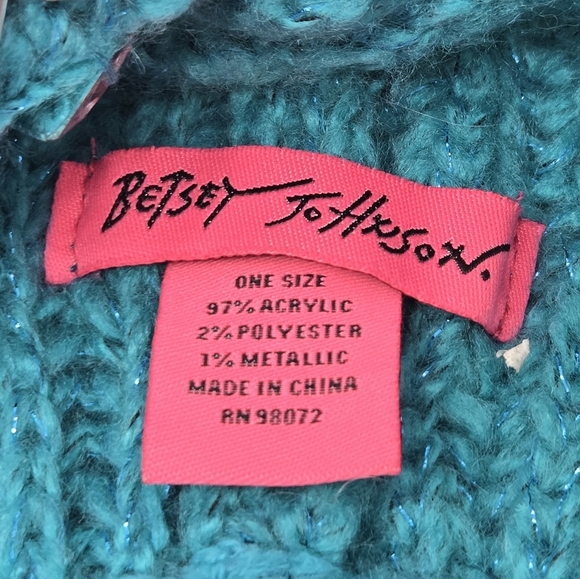 BETSEY JOHNSON.
ONE SIZE
97% ACRYLIC
2% POLYESTER
1% METALLIC
MADE IN CHINA
RN 98072